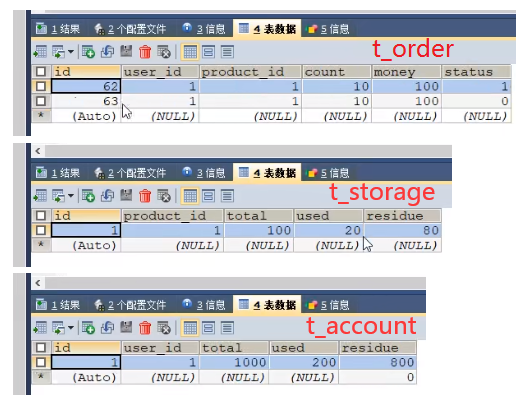 1 结果 2 个配置文件 3 信息 4 表数据 5 信息
t_order
id user_id product_id count money status
62 1 1 10 100 1
63 1 1 10 100 0
* (Auto) (NULL) (NULL) (NULL) (NULL) (NULL)
<
1 结果 2 个配置文件 3 信息 4 表数据 5 信息
t_storage
id product_id total used residue
1 1 100 20 80
* (Auto) (NULL) (NULL) (NULL) (NULL)
<
1 结果 2 个配置文件 3 信息 4 表数据 5 信息
t_account
id user_id total used residue
1 1 1000 200 800
* (Auto) (NULL) (NULL) (NULL) 0